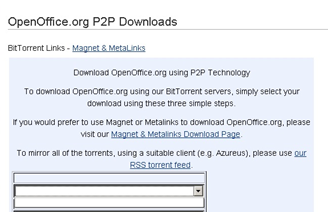 OpenOffice.org P2P Downloads
BitTorrent Links - Magnet & MetaLinks
Download OpenOffice.org using P2P Technology
To download OpenOffice.org using our BitTorrent servers, simply select your
download using these three simple steps.
If you would prefer to use Magnet or Metalinks to download OpenOffice.org, please
visit our Magnet & Metalinks Download Page.
To mirror all of the torrents, using a suitable client (e.g. Azureus), please use our
RSS torrent feed.